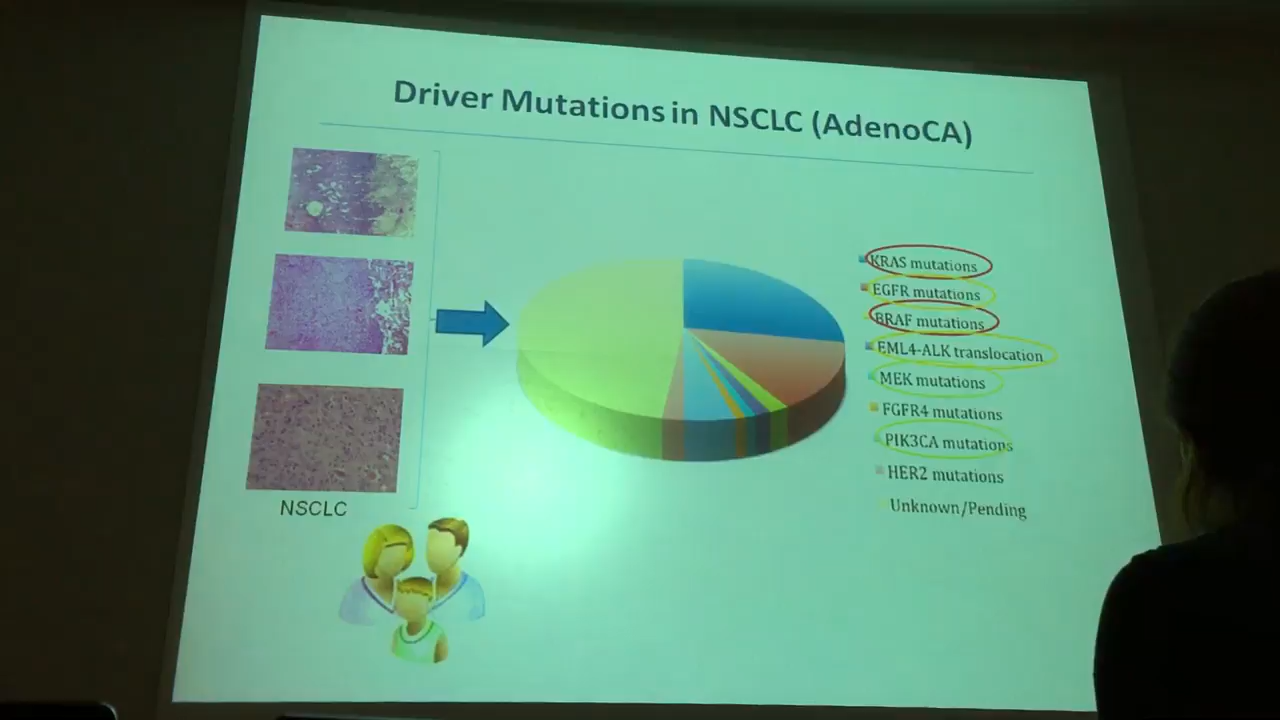 Driver Mutations in NSCLC (AdenoCA)
KRAS mutations
EGFR mutations
BRAF mutations
EML4-ALK translocation
MEK mutations
FGFR4 mutations
PIK3CA mutations
HER2 mutations
Unknown/Pending
NSCLC